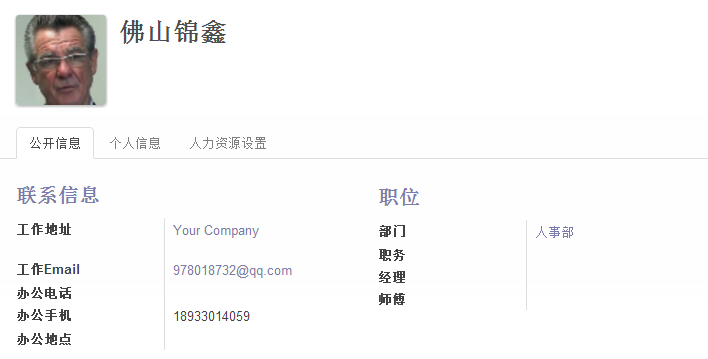 佛山锦鑫
公开信息 个人信息 人力资源设置
联系信息
工作地址 Your Company
工作Email 978018732@qq.com
办公电话
办公手机 18933014059
办公地点
职位
部门 人事部
职务
经理
师傅